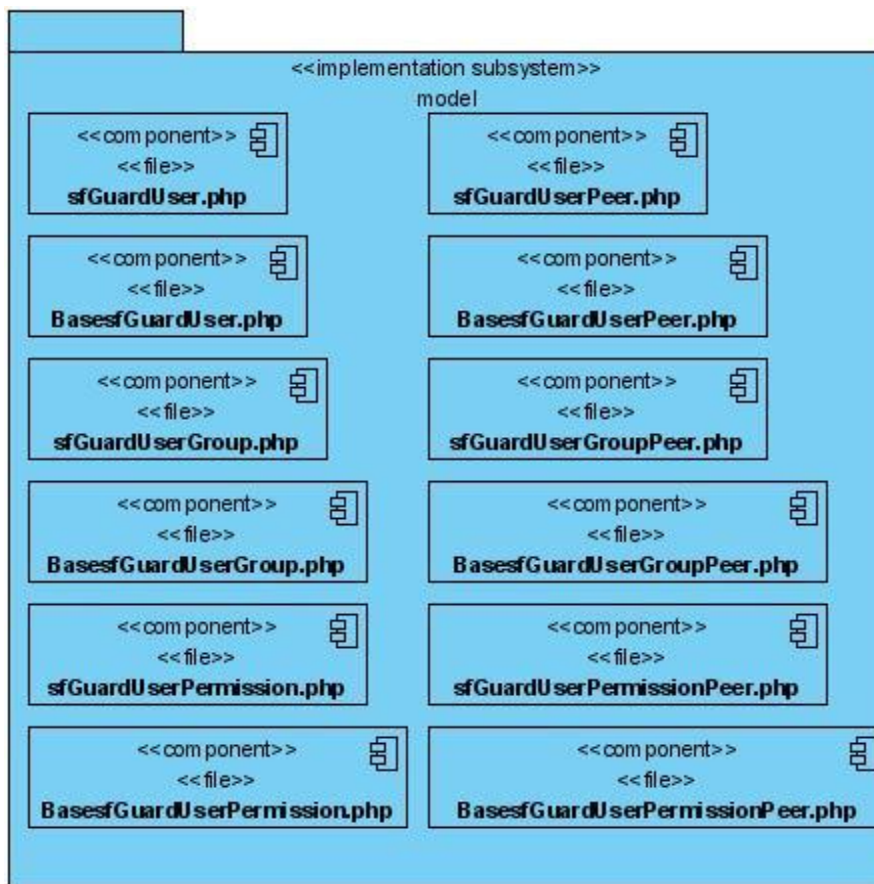 <<implementation subsystem>>
model
<<component>>
<<file>>
sfGuardUser.php
<<component>>
<<file>>
sfGuardUserPeer.php
<<component>>
<<file>>
BasesfGuardUser.php
<<component>>
<<file>>
BasesfGuardUserPeer.php
<<component>>
<<file>>
sfGuardUserGroup.php
<<component>>
<<file>>
sfGuardUserGroupPeer.php
<<component>>
<<file>>
BasesfGuardUserGroup.php
<<component>>
<<file>>
BasesfGuardUserGroupPeer.php
<<component>>
<<file>>
sfGuardUserPermission.php
<<component>>
<<file>>
sfGuardUserPermissionPeer.php
<<component>>
<<file>>
BasesfGuardUserPermission.php
<<component>>
<<file>>
BasesfGuardUserPermissionPeer.php